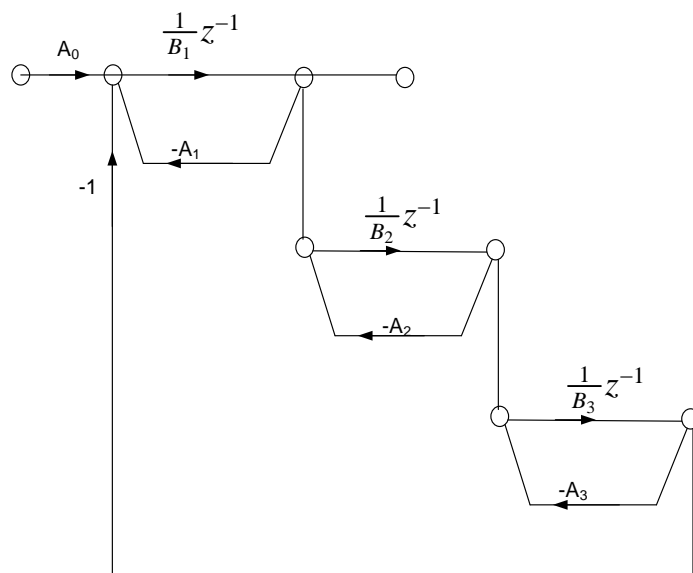 A₀
1/B₁ z⁻¹
-A₁
-1
1/B₂ z⁻¹
-A₂
1/B₃ z⁻¹
-A₃